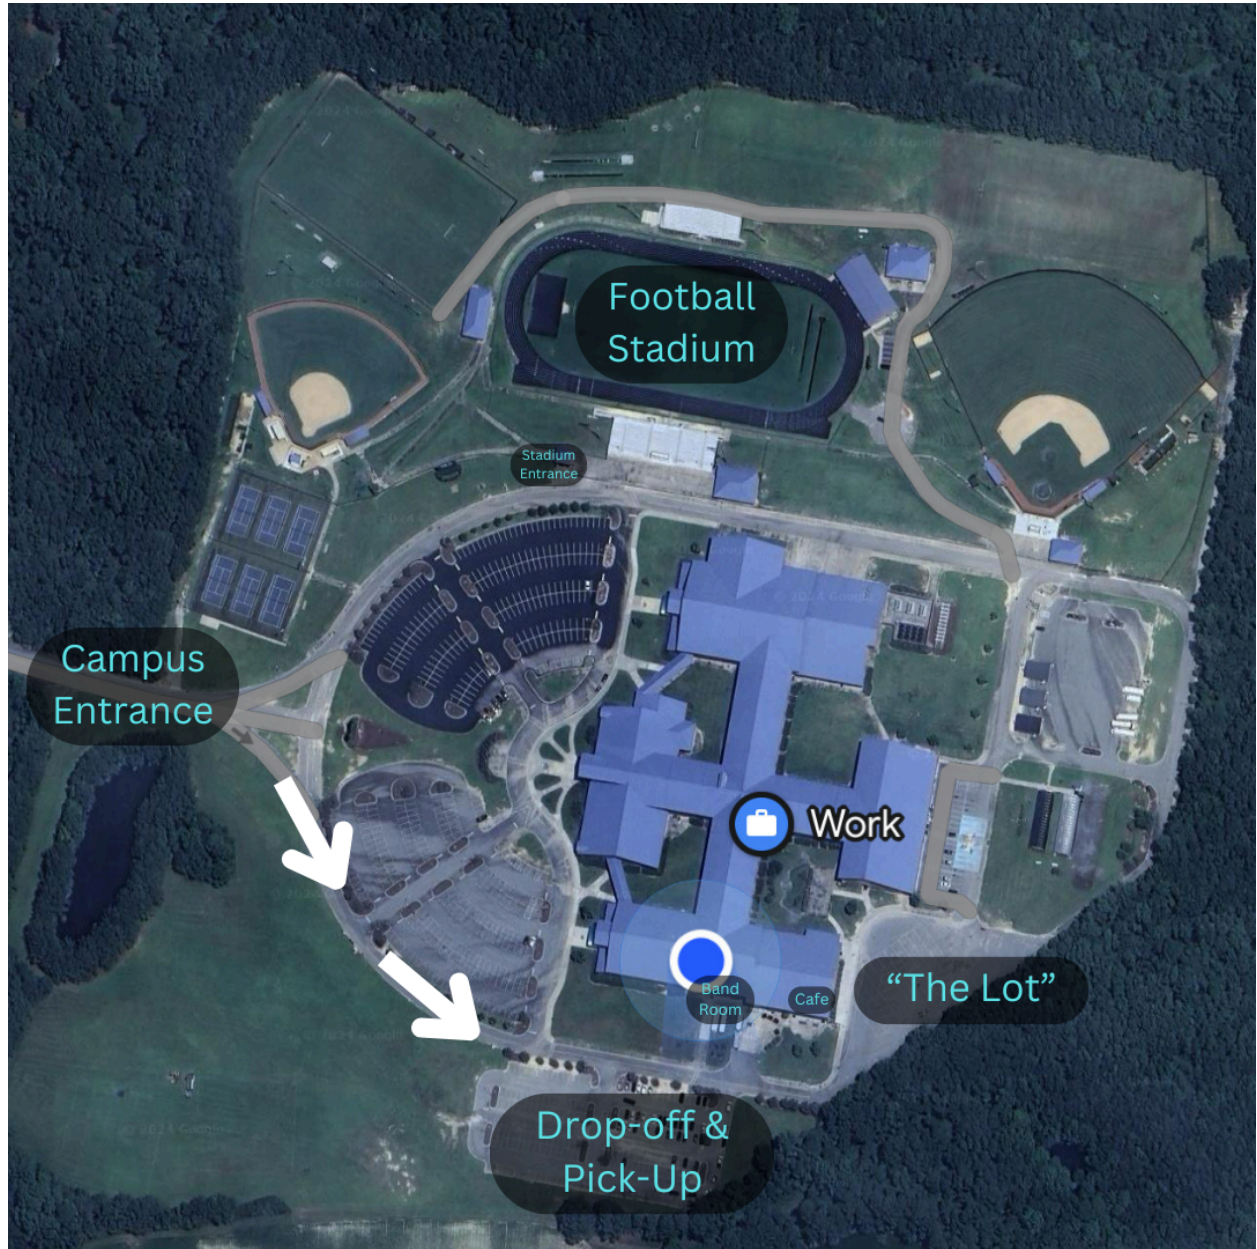 Football
Stadium
Stadium
Entrance
Campus
Entrance
Work
Band
Room
Cafe
“The Lot”
Drop-off &
Pick-Up